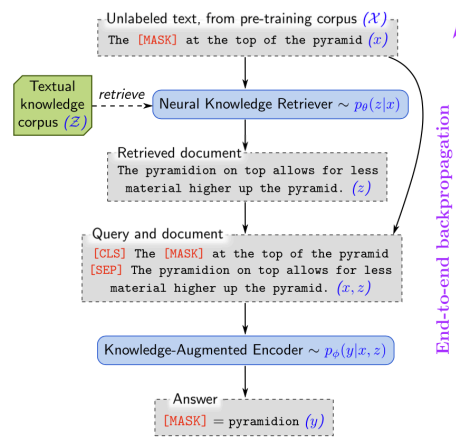 Unlabeled text, from pre-training corpus (𝒳)
The [MASK] at the top of the pyramid (x)
Textual
knowledge
corpus (𝒵)
retrieve
Neural Knowledge Retriever ∼ pθ(z|x)
Retrieved document
The pyramidion on top allows for less
material higher up the pyramid. (z)
Query and document
[CLS] The [MASK] at the top of the pyramid
[SEP] The pyramidion on top allows for less
material higher up the pyramid. (x, z)
Knowledge-Augmented Encoder ∼ pϕ(y|x, z)
Answer
[MASK] = pyramidion (y)
End-to-end backpropagation